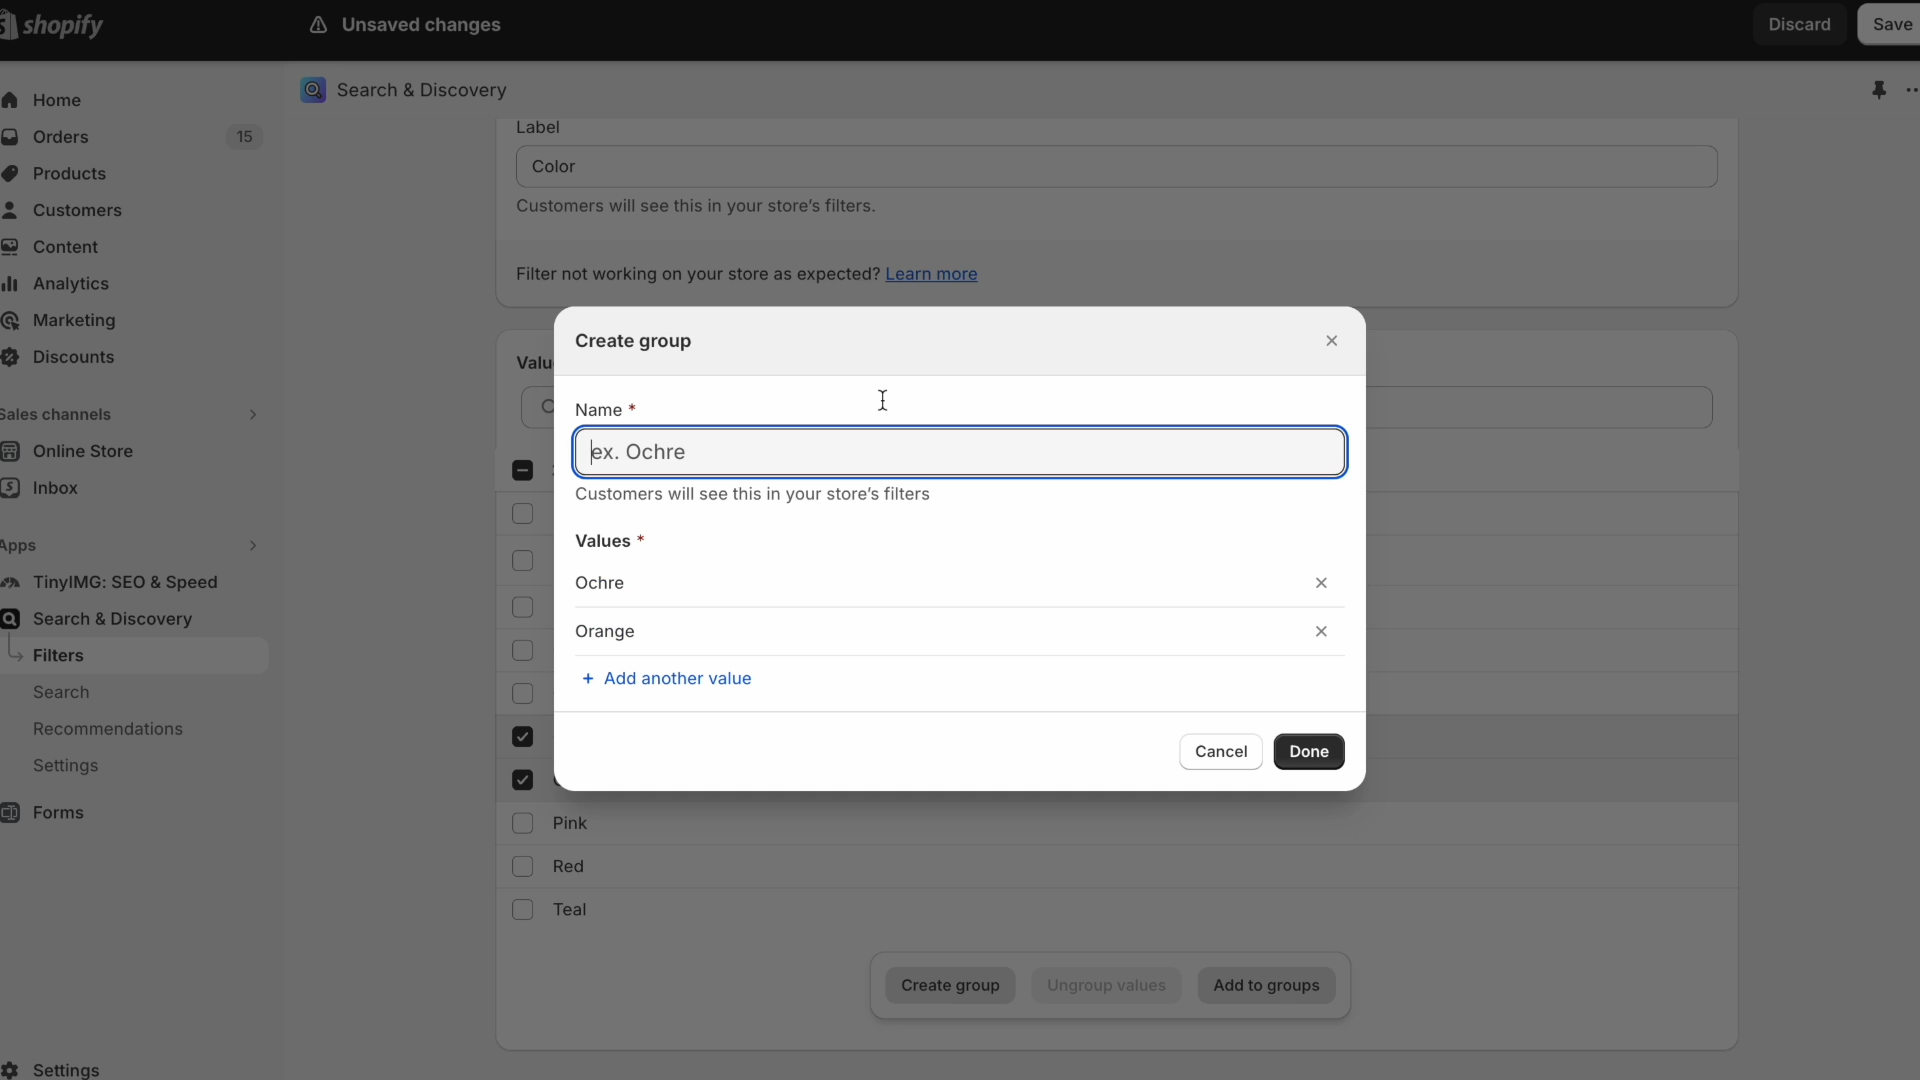 shopify
Unsaved changes
Discard
Save
Home
Orders
15
Products
Customers
Content
Analytics
Marketing
Discounts
Sales channels
Online Store
Inbox
Apps
TinyIMG: SEO & Speed
Search & Discovery
Filters
Search
Recommendations
Settings
Forms
Settings
Search & Discovery
Label
Color
Customers will see this in your store's filters.
Filter not working on your store as expected? Learn more
Create group
Name *
ex. Ochre
Customers will see this in your store's filters
Values *
Ochre
Orange
+ Add another value
Cancel
Done
Pink
Red
Teal
Create group
Ungroup values
Add to groups